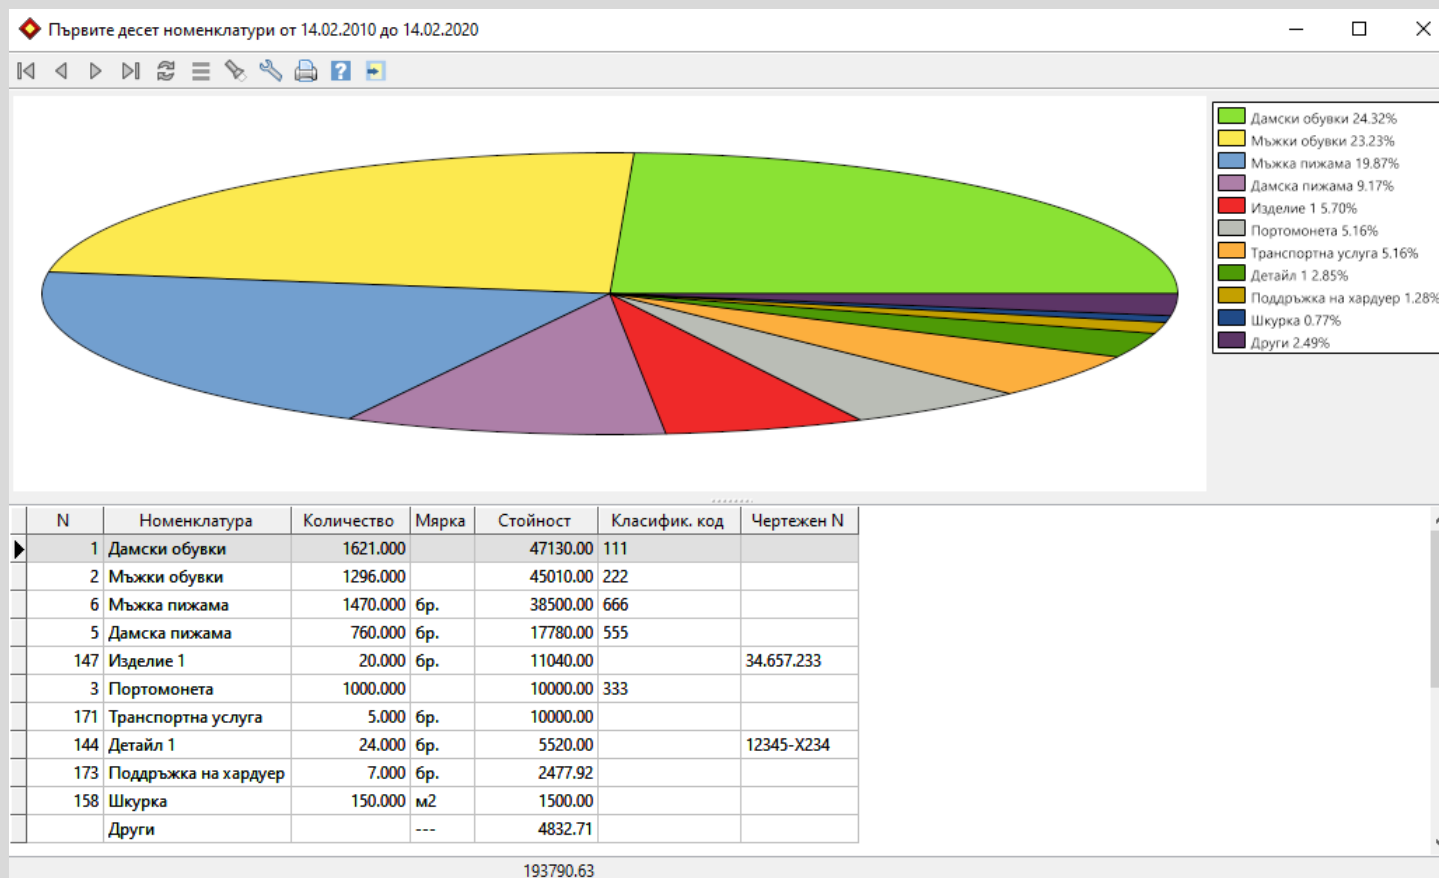 Първите десет номенклатури от 14.02.2010 до 14.02.2020
Дамски обувки 24.32%
Мъжки обувки 23.23%
Мъжка пижама 19.87%
Дамска пижама 9.17%
Изделие 1 5.70%
Портомонета 5.16%
Транспортна услуга 5.16%
Детайл 1 2.85%
Поддръжка на хардуер 1.28%
Шкурка 0.77%
Други 2.49%
N Номенклатура Количество Мярка Стойност Класифик. код Чертежен N
1 Дамски обувки 1621.000 47130.00 111
2 Мъжки обувки 1296.000 45010.00 222
6 Мъжка пижама 1470.000 бр. 38500.00 666
5 Дамска пижама 760.000 бр. 17780.00 555
147 Изделие 1 20.000 бр. 11040.00 34.657.233
3 Портомонета 1000.000 10000.00 333
171 Транспортна услуга 5.000 бр. 10000.00
144 Детайл 1 24.000 бр. 5520.00 12345-X234
173 Поддръжка на хардуер 7.000 бр. 2477.92
158 Шкурка 150.000 м2 1500.00
Други --- 4832.71
193790.63